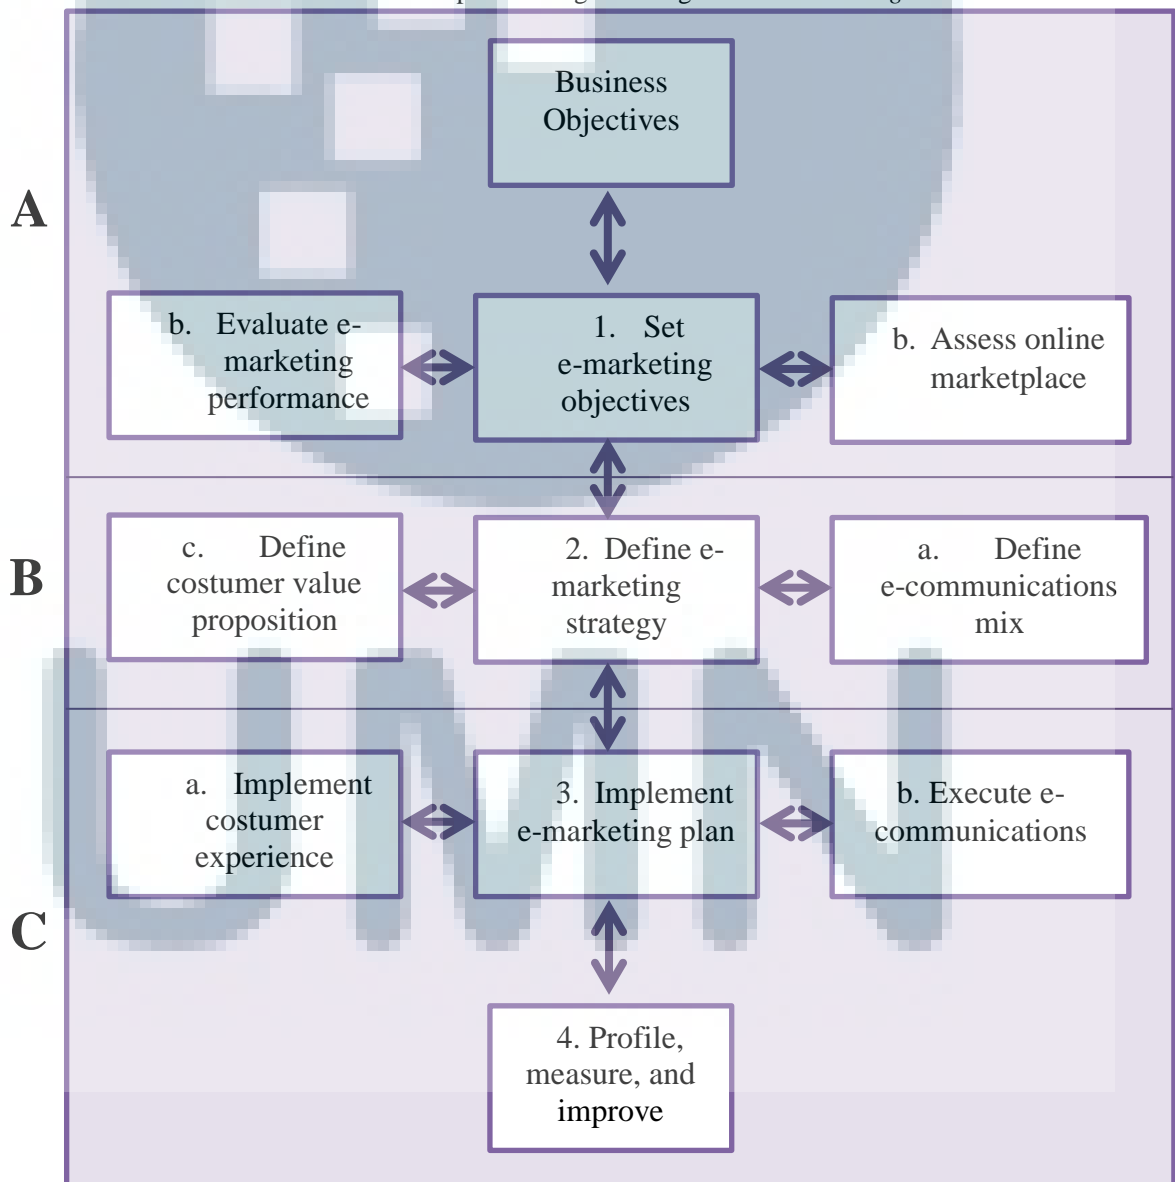 Business
Objectives
A
b. Evaluate e-
marketing
performance
1. Set
e-marketing
objectives
b. Assess online
marketplace
B
c. Define
costumer value
proposition
2. Define e-
marketing
strategy
a. Define
e-communications
mix
a. Implement
costumer
experience
3. Implement
e-marketing plan
b. Execute e-
communications
C
4. Profile,
measure, and
improve
UMN